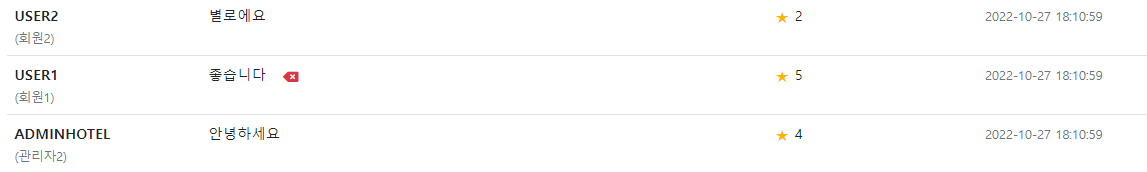 USER2 별로에요 ★ 2 2022-10-27 18:10:59
(회원2)
USER1 좋습니다 ★ 5 2022-10-27 18:10:59
(회원1)
ADMINHOTEL 안녕하세요 ★ 4 2022-10-27 18:10:59
(관리자2)